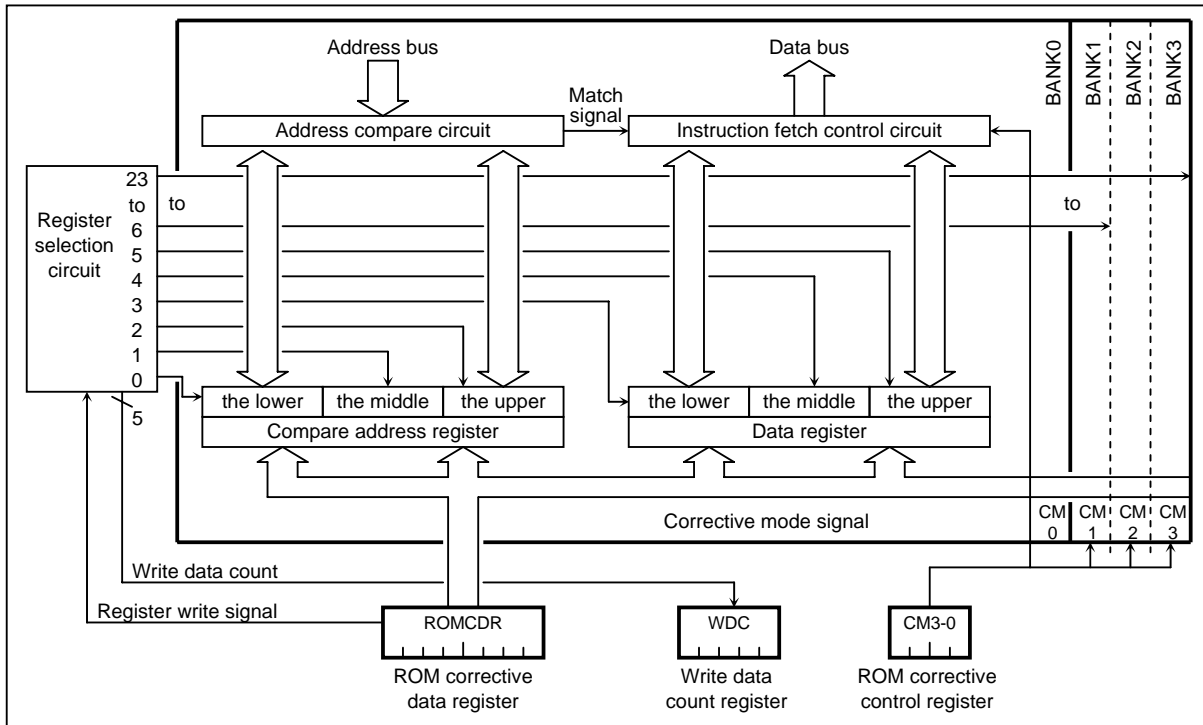 Address bus
Data bus
BANK0
BANK1
BANK2
BANK3
Match
signal
Address compare circuit
Instruction fetch control circuit
Register
selection
circuit
23
to
6
5
4
3
2
1
0
to
to
5
the lower
the middle
the upper
Compare address register
the lower
the middle
the upper
Data register
Corrective mode signal
CM
0
CM
1
CM
2
CM
3
Write data count
Register write signal
ROMCDR
WDC
CM3-0
ROM corrective
data register
Write data
count register
ROM corrective
control register